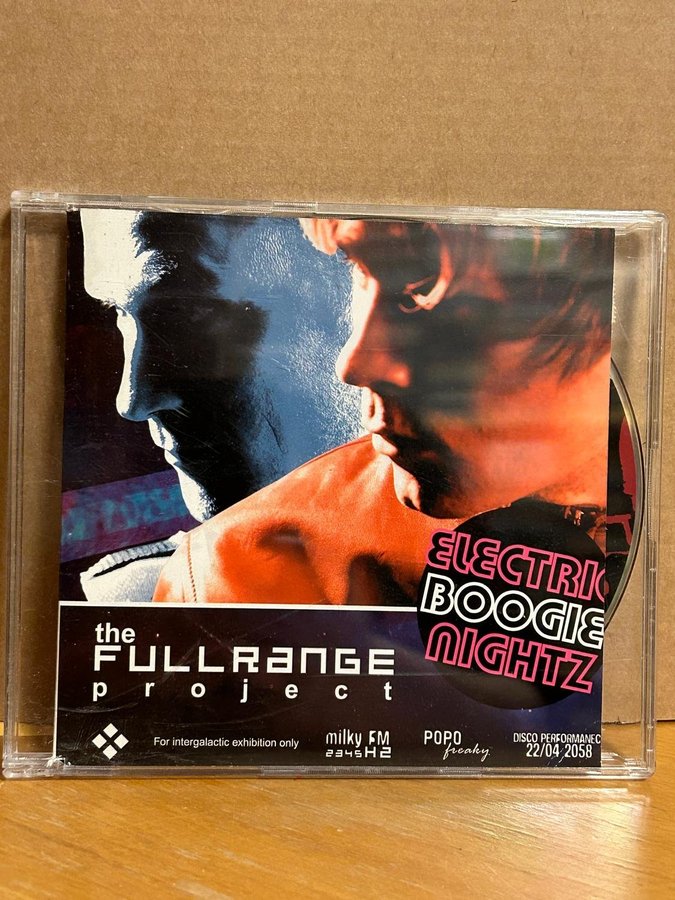 ELECTRIC
BOOGIE
NIGHTZ
the
FULLRANGE
project
For intergalactic exhibition only
milky FM
2345HZ
POPO
freaky
DISCO PERFORMANEC
22/04/2058